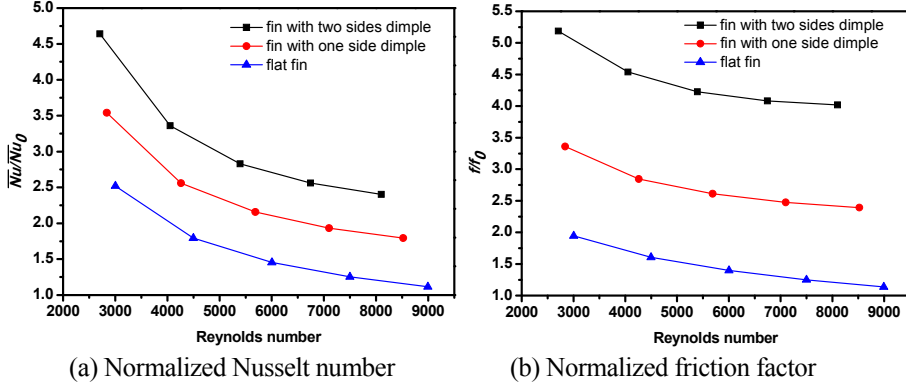 5.0
4.5
4.0
3.5
3.0
2.5
2.0
1.5
1.0
2000 3000 4000 5000 6000 7000 8000 9000
Nu/Nu0
Reynolds number
fin with two sides dimple
fin with one side dimple
flat fin
(a) Normalized Nusselt number
5.5
5.0
4.5
4.0
3.5
3.0
2.5
2.0
1.5
1.0
2000 3000 4000 5000 6000 7000 8000 9000
f/f0
Reynolds number
fin with two sides dimple
fin with one side dimple
flat fin
(b) Normalized friction factor